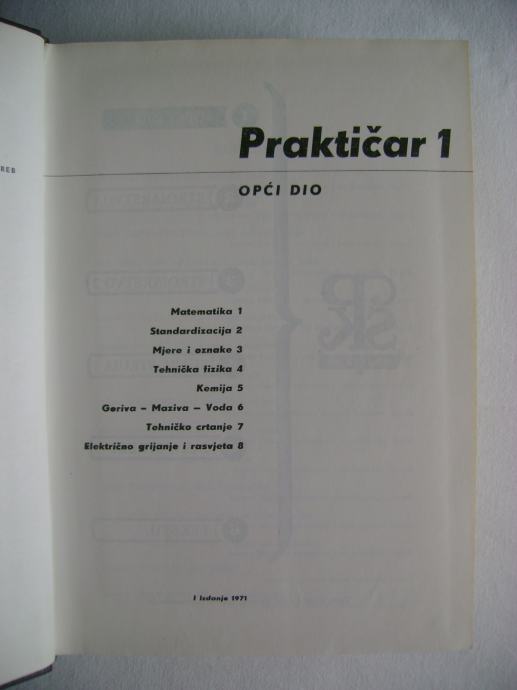 Praktičar 1
OPĆI DIO
Matematika 1
Standardizacija 2
Mjere i oznake 3
Tehnička fizika 4
Kemija 5
Goriva – Maziva – Voda 6
Tehničko crtanje 7
Električno grijanje i rasvjeta 8
I Izdanje 1971